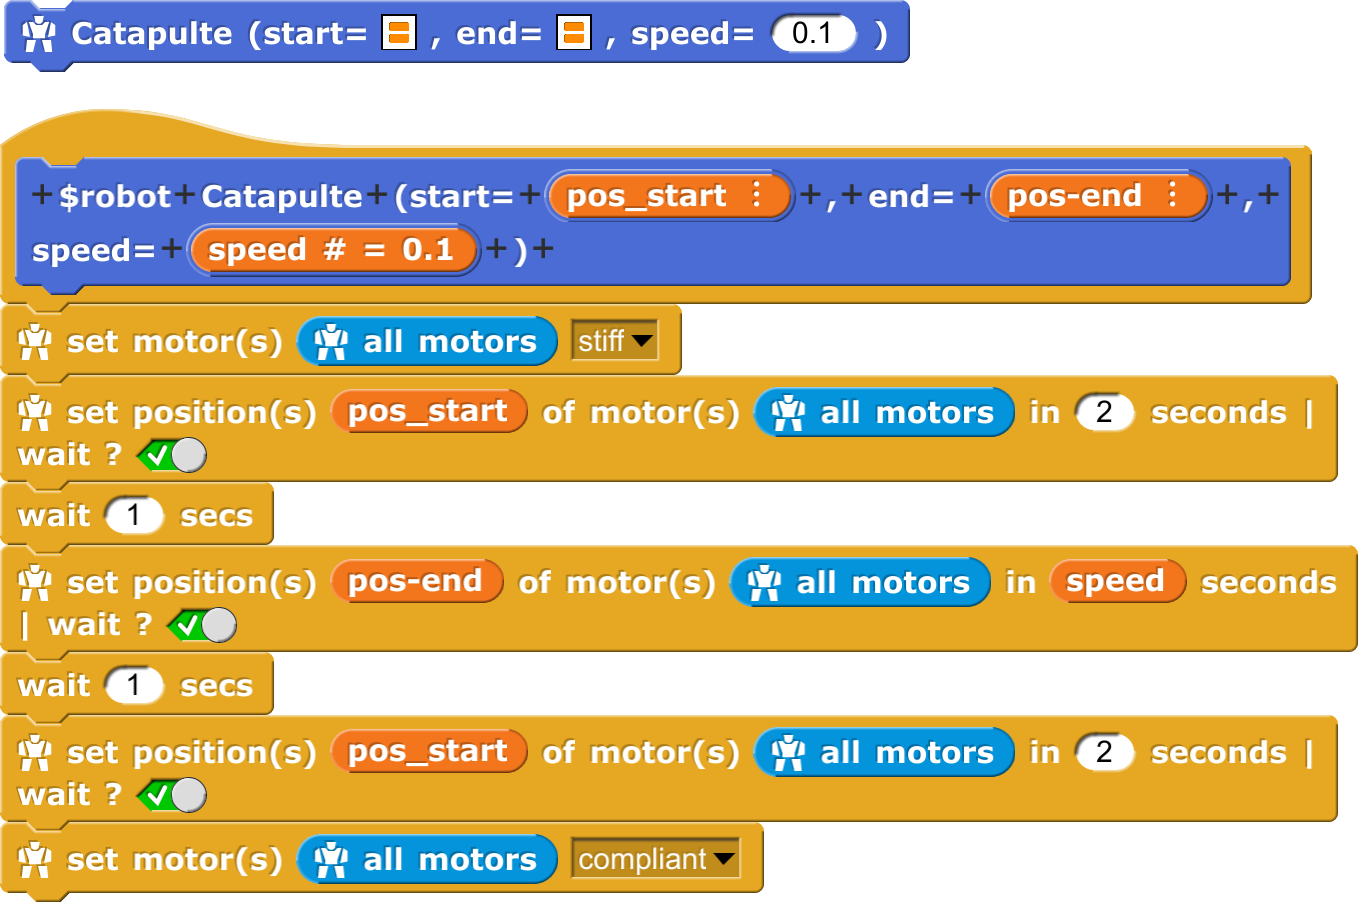 Catapulte (start= , end= , speed= 0.1 )
+ $robot + Catapulte + (start= + pos_start ⋮ + , + end= + pos-end ⋮ + , +
speed= + speed # = 0.1 + ) +
set motor(s) all motors stiff
set position(s) pos_start of motor(s) all motors in 2 seconds |
wait ?
wait 1 secs
set position(s) pos-end of motor(s) all motors in speed seconds
| wait ?
wait 1 secs
set position(s) pos_start of motor(s) all motors in 2 seconds |
wait ?
set motor(s) all motors compliant